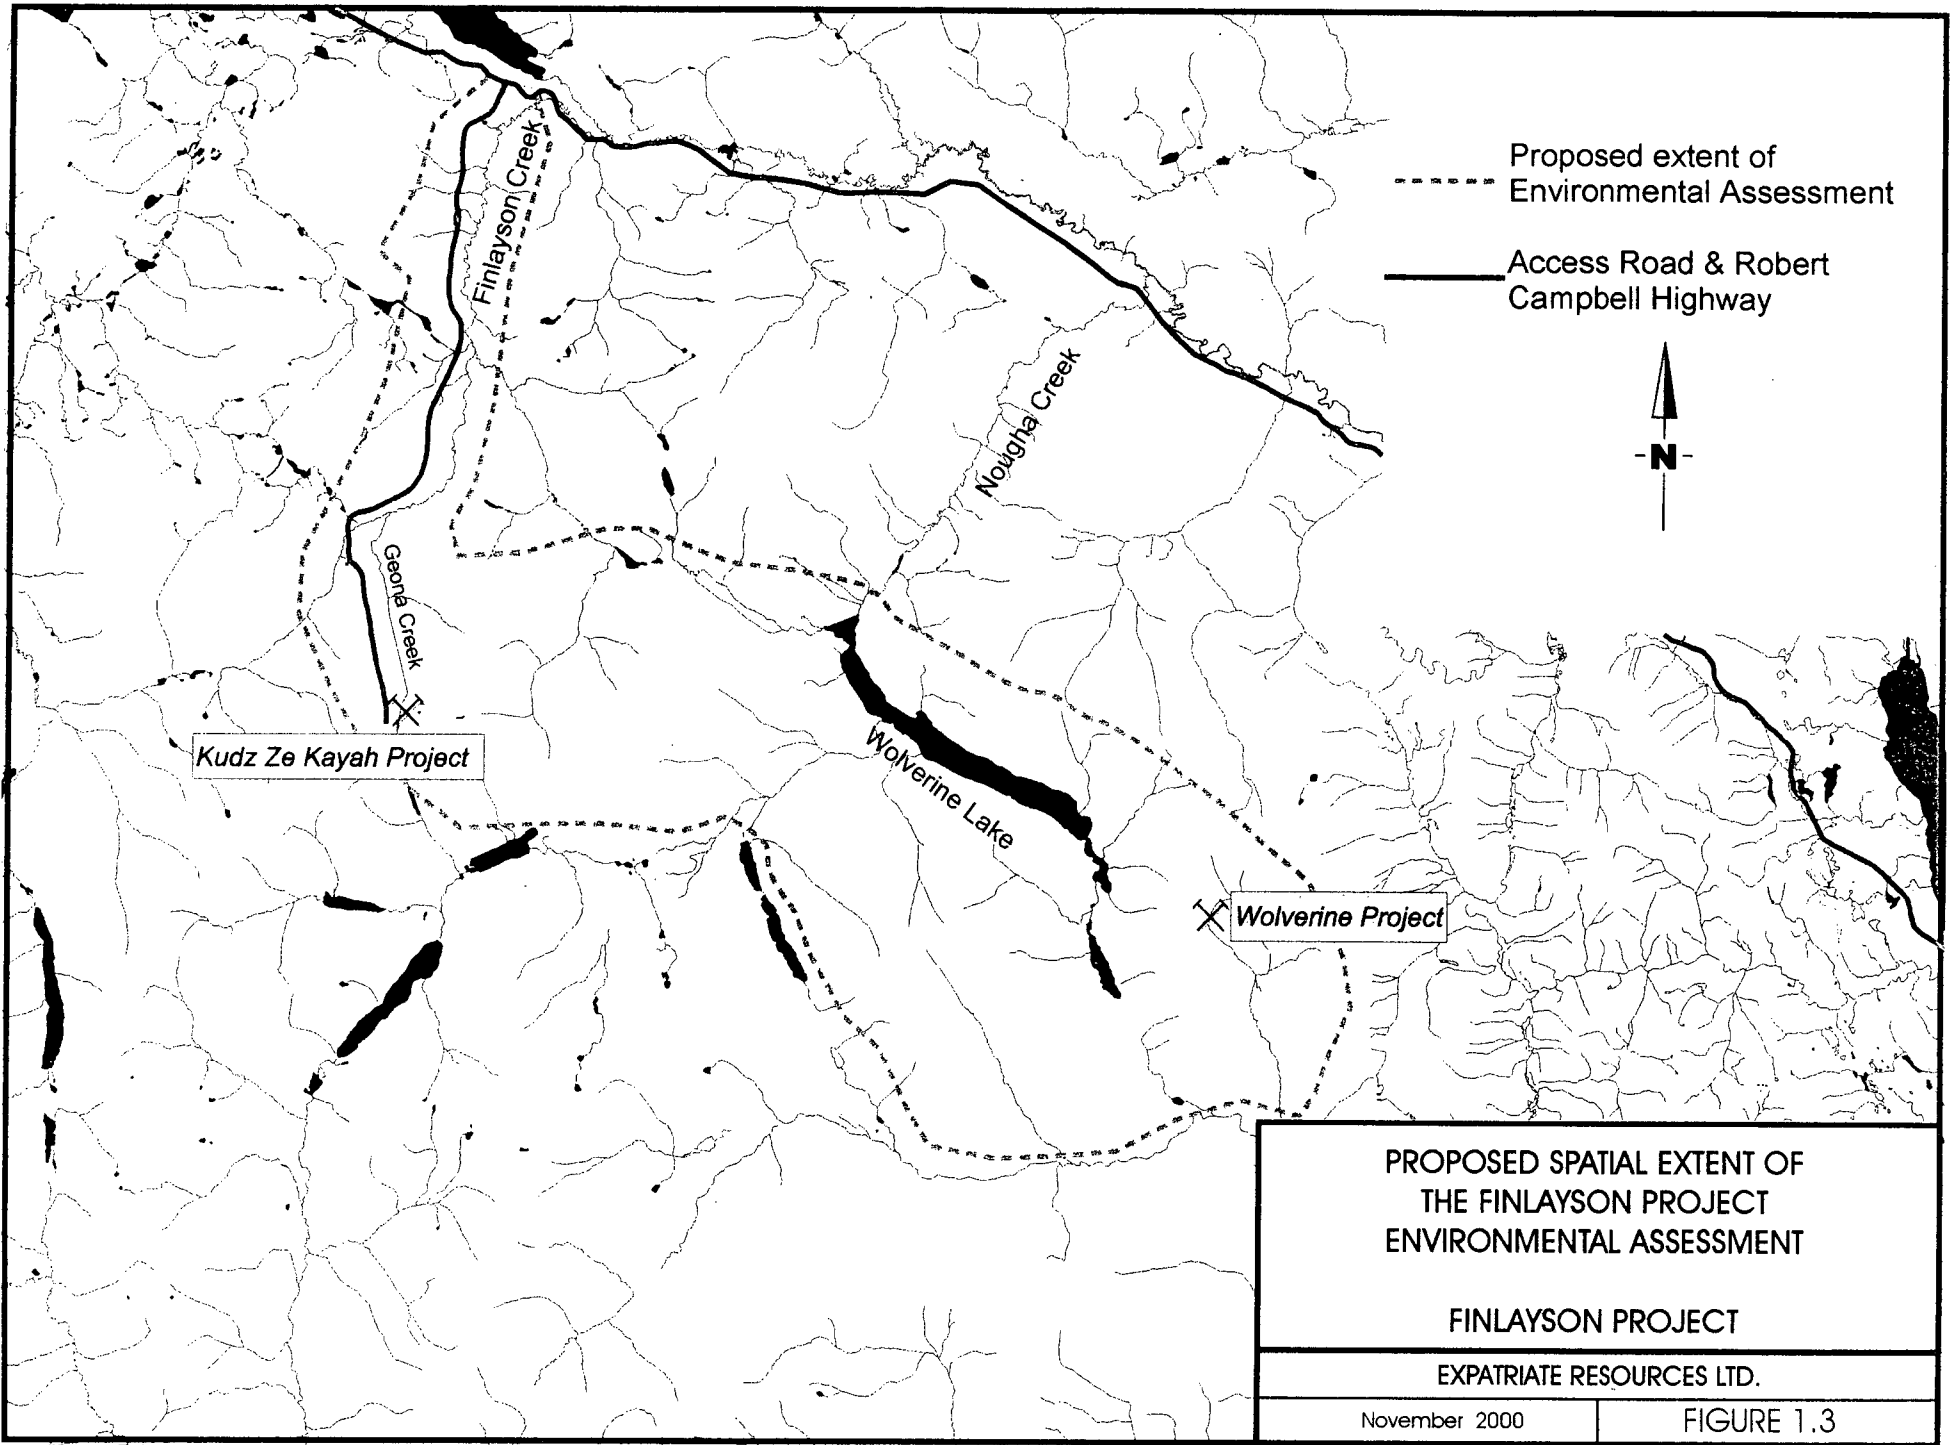 Proposed extent of
Environmental Assessment
Access Road & Robert
Campbell Highway
-N-
Finlayson Creek
Nougha Creek
Geona Creek
Kudz Ze Kayah Project
Wolverine Lake
Wolverine Project
PROPOSED SPATIAL EXTENT OF
THE FINLAYSON PROJECT
ENVIRONMENTAL ASSESSMENT
FINLAYSON PROJECT
EXPATRIATE RESOURCES LTD.
November 2000
FIGURE 1.3